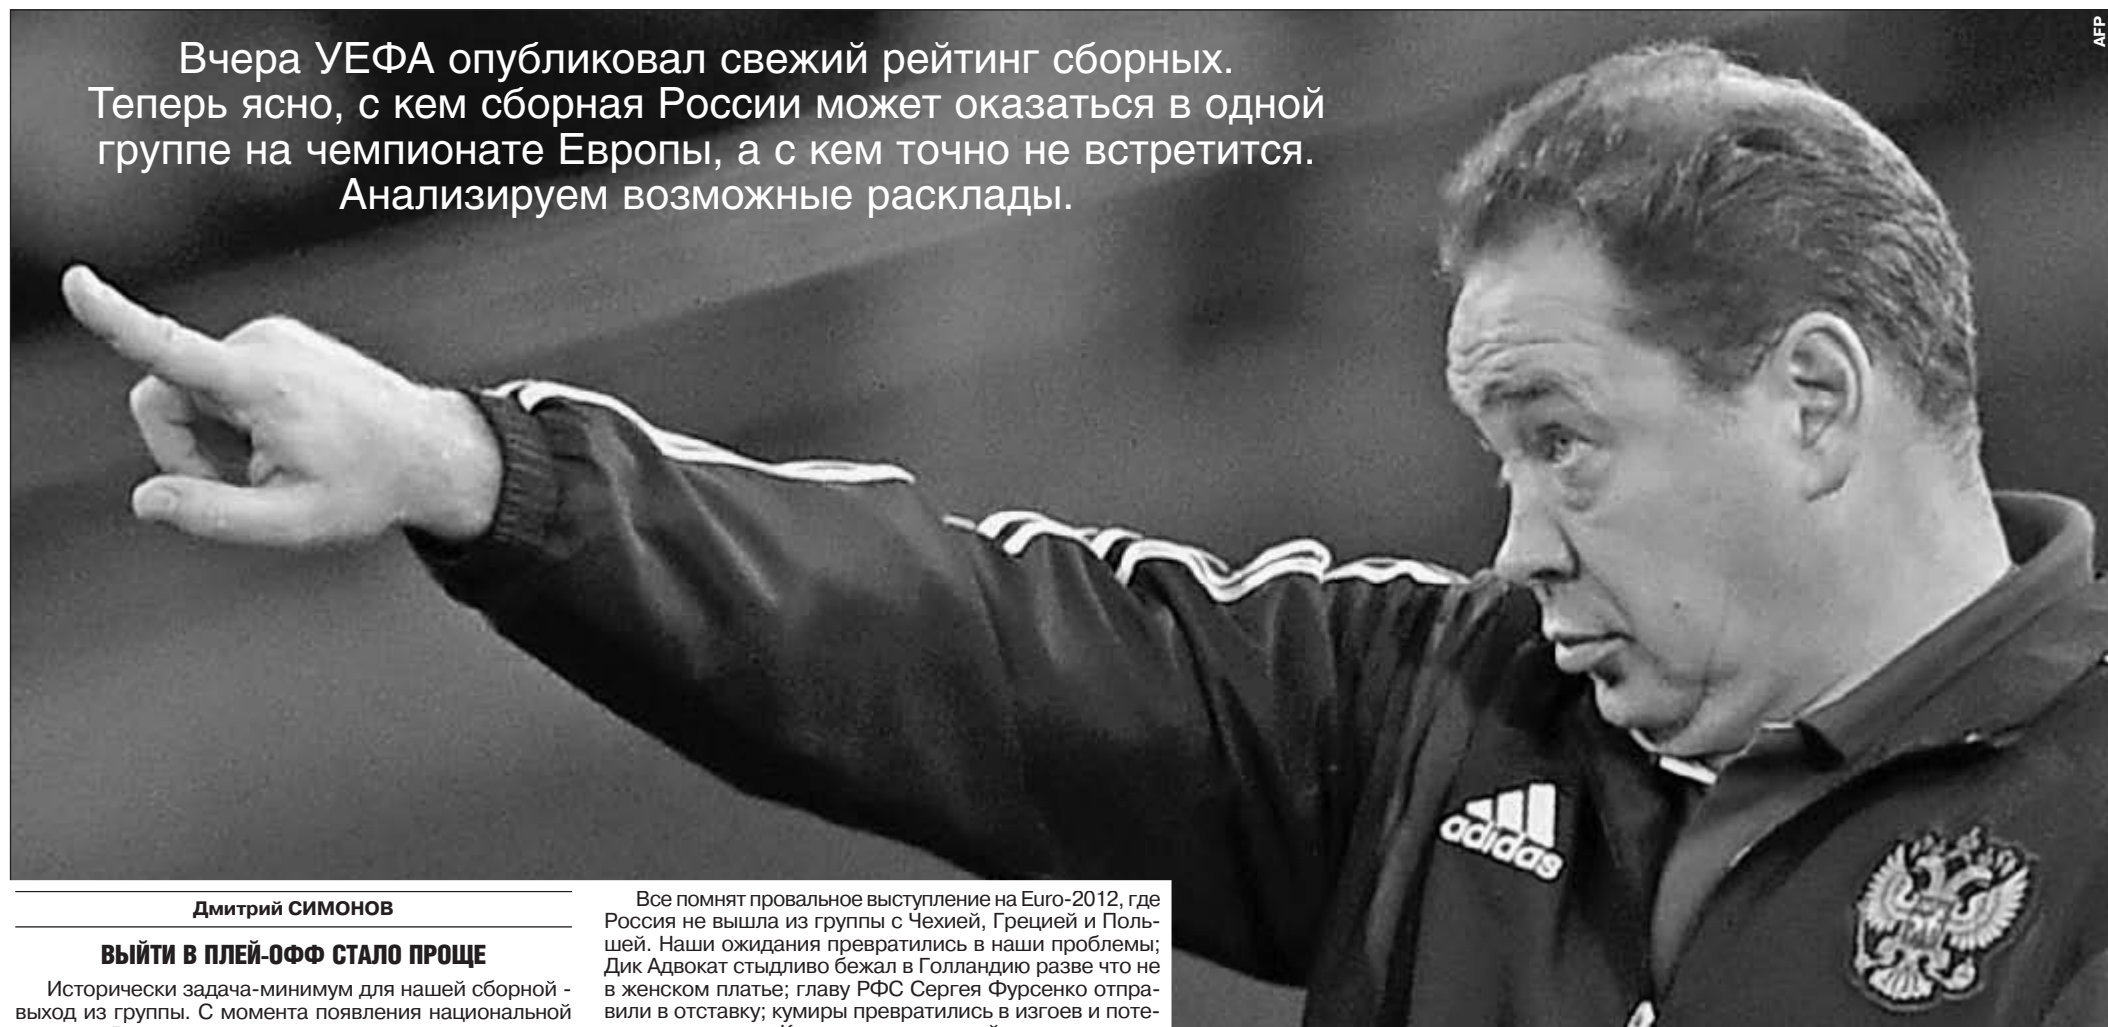 AFP
Вчера УЕФА опубликовал свежий рейтинг сборных.
Теперь ясно, с кем сборная России может оказаться в одной
группе на чемпионате Европы, а с кем точно не встретится.
Анализируем возможные расклады.
adidas
Дмитрий СИМОНОВ
ВЫЙТИ В ПЛЕЙ-ОФФ СТАЛО ПРОЩЕ
Исторически задача-минимум для нашей сборной -
выход из группы. С момента появления национальной
Все помнят провальное выступление на Euro-2012, где
Россия не вышла из группы с Чехией, Грецией и Поль-
шей. Наши ожидания превратились в наши проблемы;
Дик Адвокат стыдливо бежал в Голландию разве что не
в женском платье; главу РФС Сергея Фурсенко отпра-
вили в отставку; кумиры превратились в изгоев и поте-